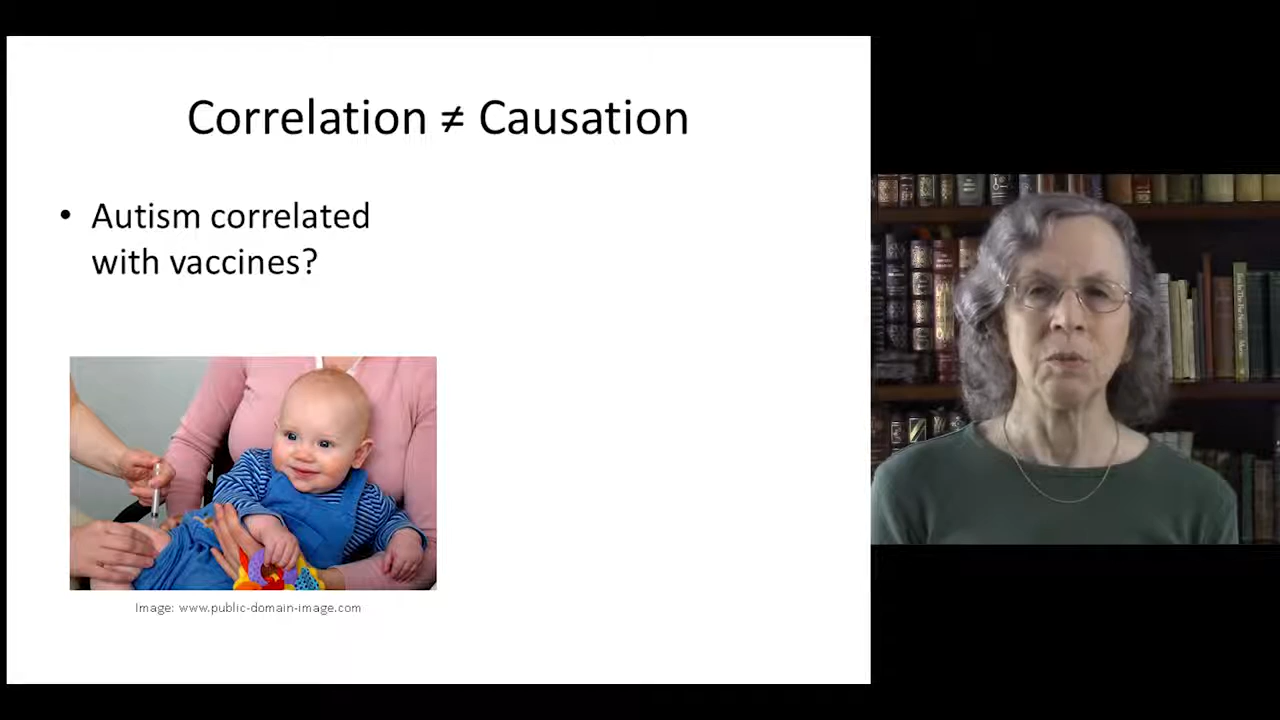 Correlation ≠ Causation
• Autism correlated
with vaccines?
Image: www.public-domain-image.com